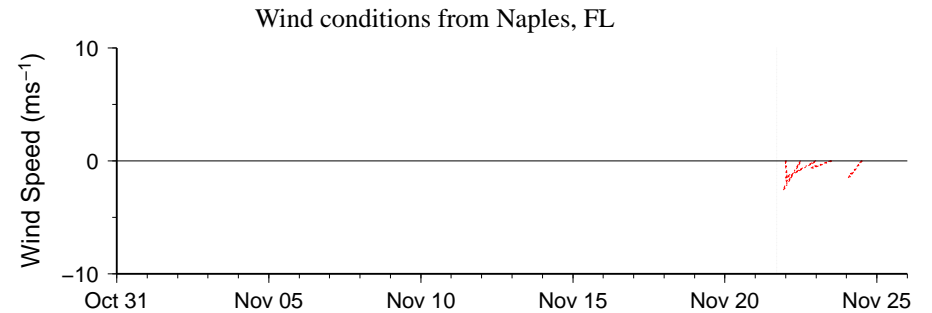 Wind conditions from Naples, FL
10
0
−10
Wind Speed (ms⁻¹)
Oct 31 Nov 05 Nov 10 Nov 15 Nov 20 Nov 25